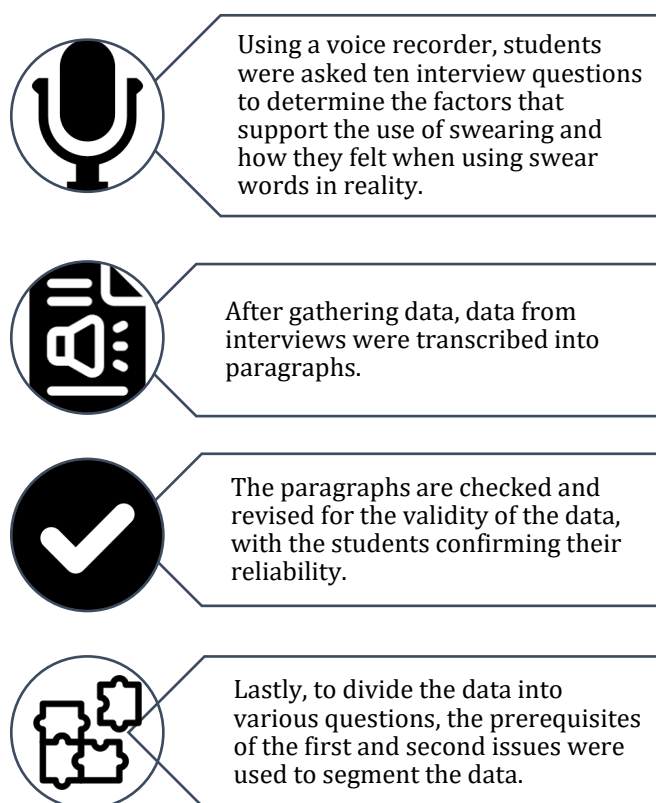 Using a voice recorder, students
were asked ten interview questions
to determine the factors that
support the use of swearing and
how they felt when using swear
words in reality.
After gathering data, data from
interviews were transcribed into
paragraphs.
The paragraphs are checked and
revised for the validity of the data,
with the students confirming their
reliability.
Lastly, to divide the data into
various questions, the prerequisites
of the first and second issues were
used to segment the data.